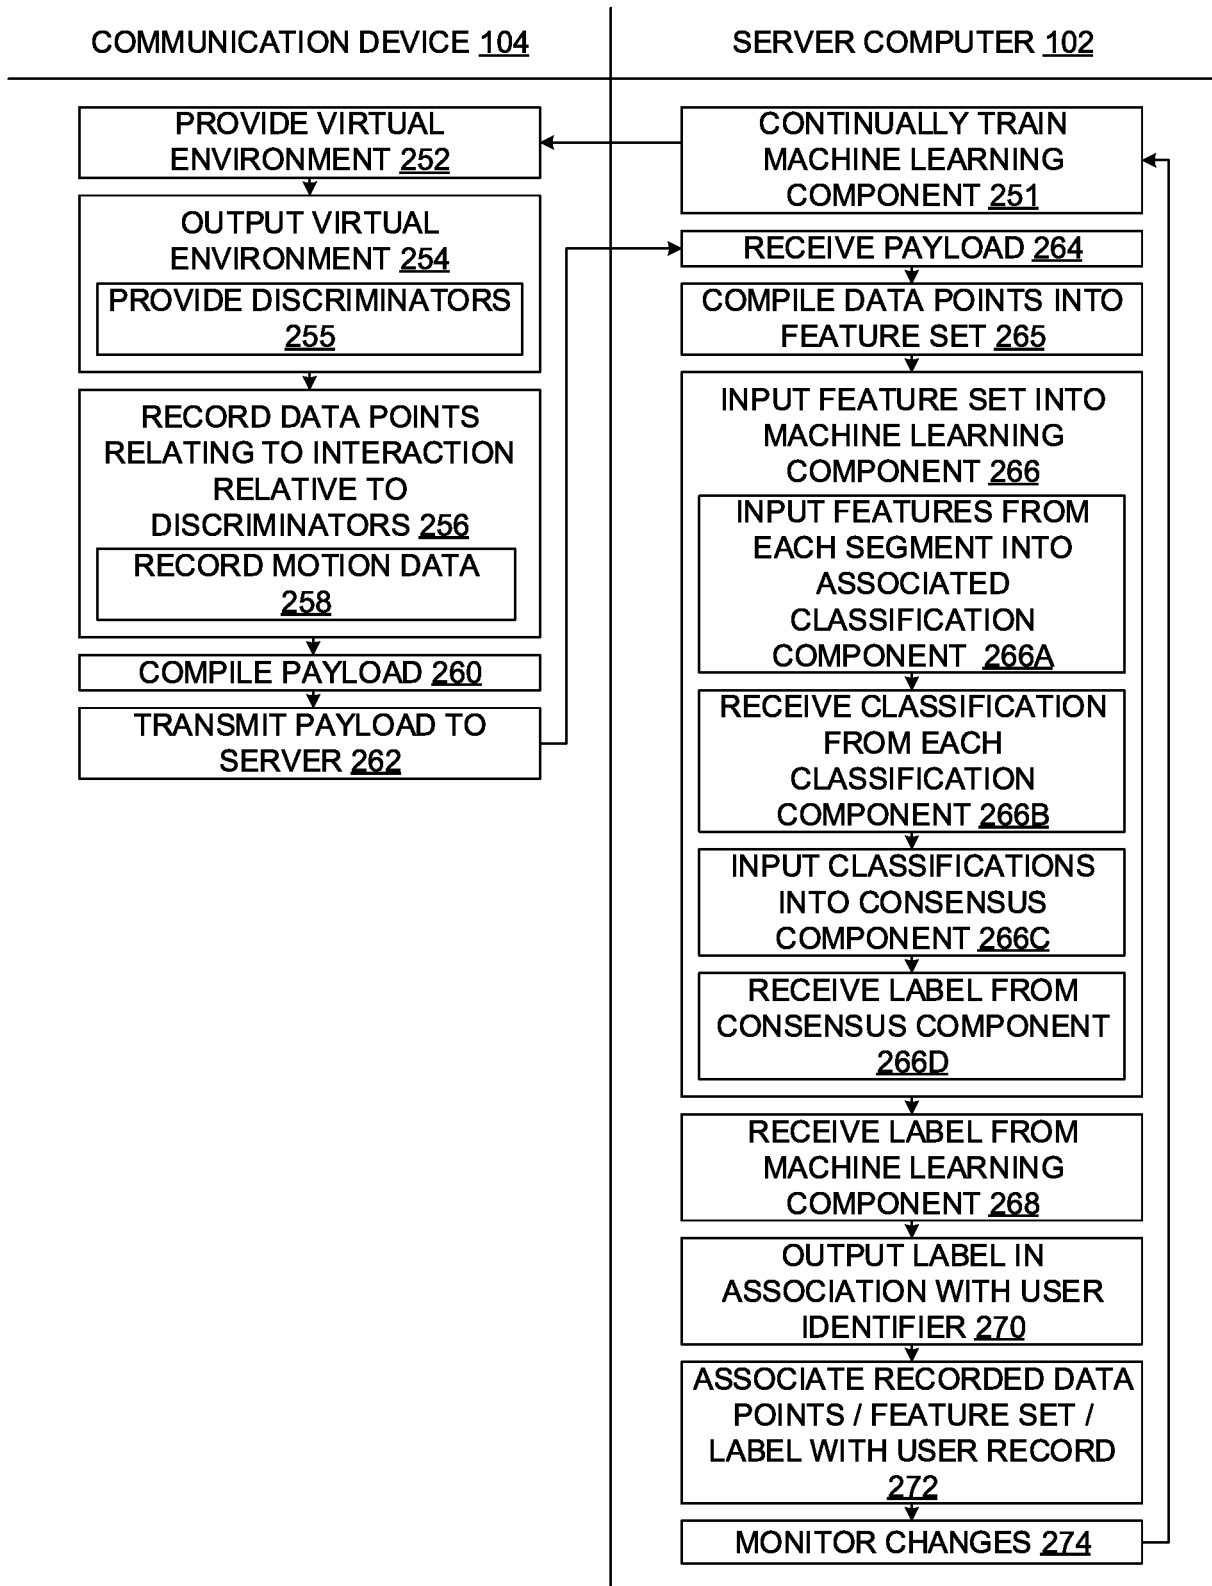 COMMUNICATION DEVICE 104
PROVIDE VIRTUAL
ENVIRONMENT 252
OUTPUT VIRTUAL
ENVIRONMENT 254
PROVIDE DISCRIMINATORS
255
RECORD DATA POINTS
RELATING TO INTERACTION
RELATIVE TO
DISCRIMINATORS 256
RECORD MOTION DATA
258
COMPILE PAYLOAD 260
TRANSMIT PAYLOAD TO
SERVER 262
SERVER COMPUTER 102
CONTINUALLY TRAIN
MACHINE LEARNING
COMPONENT 251
RECEIVE PAYLOAD 264
COMPILE DATA POINTS INTO
FEATURE SET 265
INPUT FEATURE SET INTO
MACHINE LEARNING
COMPONENT 266
INPUT FEATURES FROM
EACH SEGMENT INTO
ASSOCIATED
CLASSIFICATION
COMPONENT 266A
RECEIVE CLASSIFICATION
FROM EACH
CLASSIFICATION
COMPONENT 266B
INPUT CLASSIFICATIONS
INTO CONSENSUS
COMPONENT 266C
RECEIVE LABEL FROM
CONSENSUS COMPONENT
266D
RECEIVE LABEL FROM
MACHINE LEARNING
COMPONENT 268
OUTPUT LABEL IN
ASSOCIATION WITH USER
IDENTIFIER 270
ASSOCIATE RECORDED DATA
POINTS / FEATURE SET /
LABEL WITH USER RECORD
272
MONITOR CHANGES 274